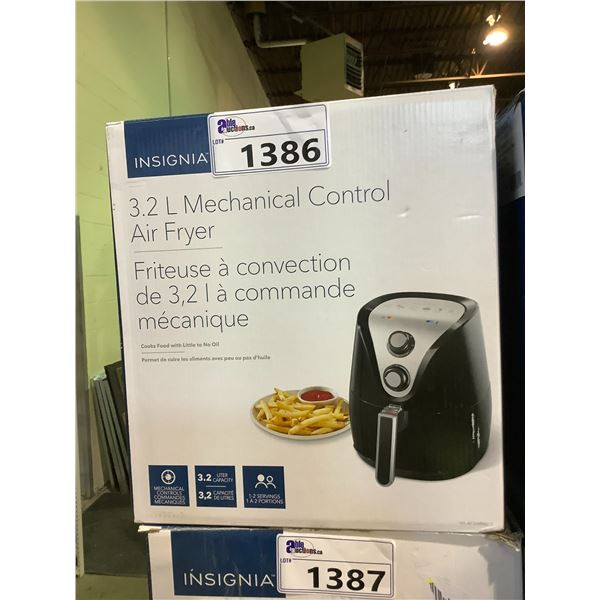 able
auctions.ca
LOT# 1386
INSIGNIA™
3.2 L Mechanical Control
Air Fryer
Friteuse à convection
de 3,2 l à commande
mécanique
Cooks Food with Little to No Oil
Permet de cuire les aliments avec peu ou pas d'huile
MECHANICAL
CONTROLS
COMMANDES
MÉCANIQUES
3.2 LITER
CAPACITY
3,2 CAPACITÉ
DE LITRES
1-2 SERVINGS
1 À 2 PORTIONS
able
auctions.ca
LOT# 1387
INSIGNIA™